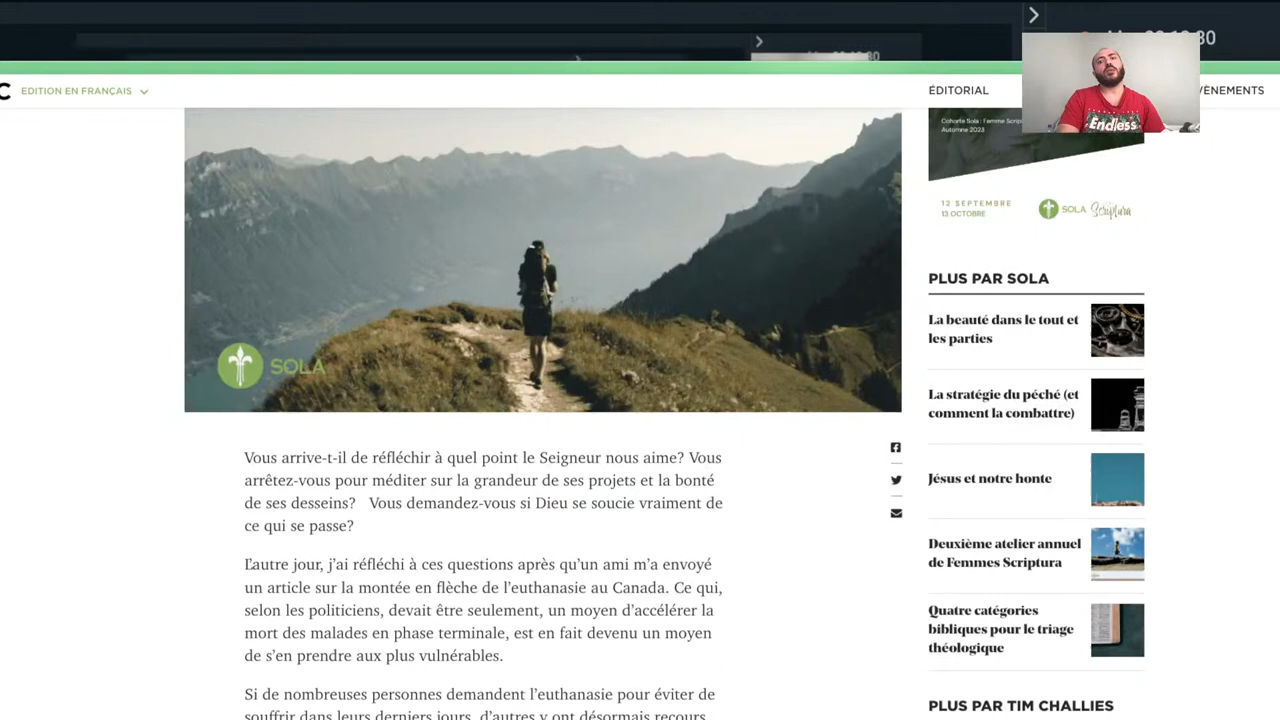 EDITION EN FRANÇAIS
ÉDITORIAL
Endless
Automne 2023
12 SEPTEMBRE
13 OCTOBRE
SOLA Scriptura
SOLA
PLUS PAR SOLA
La beauté dans le tout et
les parties
La stratégie du péché (et
comment la combattre)
Jésus et notre honte
Deuxième atelier annuel
de Femmes Scriptura
Quatre catégories
bibliques pour le triage
théologique
PLUS PAR TIM CHALLIES
Vous arrive-t-il de réfléchir à quel point le Seigneur nous aime? Vous
arrêtez-vous pour méditer sur la grandeur de ses projets et la bonté
de ses desseins? Vous demandez-vous si Dieu se soucie vraiment de
ce qui se passe?
L’autre jour, j’ai réfléchi à ces questions après qu’un ami m’a envoyé
un article sur la montée en flèche de l’euthanasie au Canada. Ce qui,
selon les politiciens, devait être seulement, un moyen d’accélérer la
mort des malades en phase terminale, est en fait devenu un moyen
de s’en prendre aux plus vulnérables.
Si de nombreuses personnes demandent l’euthanasie pour éviter de
souffrir dans leurs derniers jours, d’autres y ont désormais recours